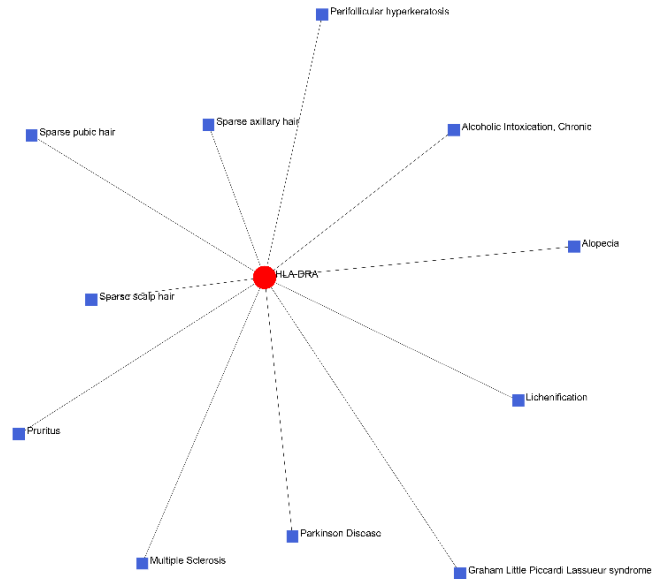 Perifollicular hyperkeratosis
Sparse axillary hair
Alcoholic Intoxication, Chronic
Sparse pubic hair
Alopecia
HLA-DRA
Sparse scalp hair
Lichenification
Pruritus
Parkinson Disease
Multiple Sclerosis
Graham Little Piccardi Lassueur syndrome